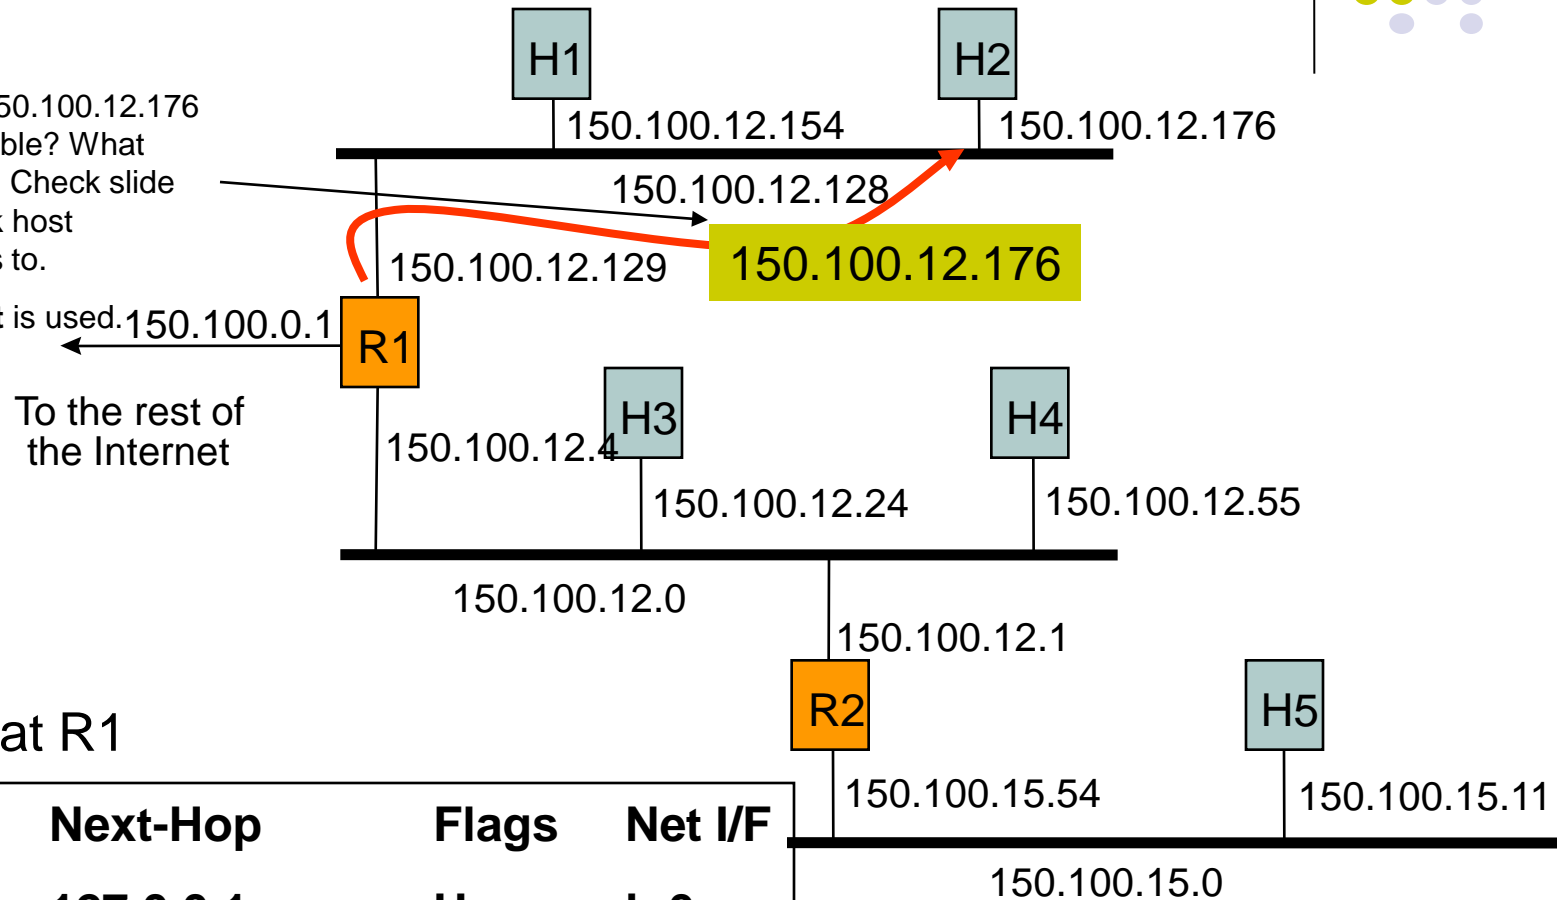 H1
H2
150.100.12.176
150.100.12.154
150.100.12.176
ble? What
Check slide
host
to.
150.100.12.128
150.100.12.129
150.100.12.176
is used.
150.100.0.1
R1
To the rest of
the Internet
150.100.12.4
H3
H4
150.100.12.24
150.100.12.55
150.100.12.0
150.100.12.1
R2
H5
at R1
150.100.15.54
150.100.15.11
Next-Hop Flags Net I/F
150.100.15.0